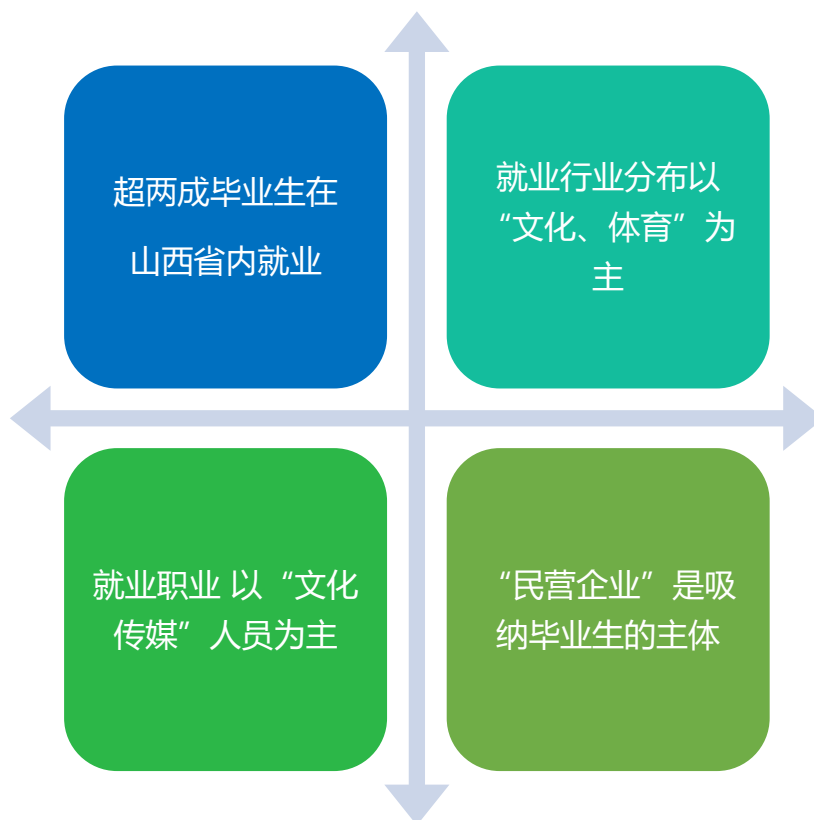 超两成毕业生在
山西省内就业
就业行业分布以
“文化、体育”为
主
就业职业 以“文化
传媒”人员为主
“民营企业”是吸
纳毕业生的主体